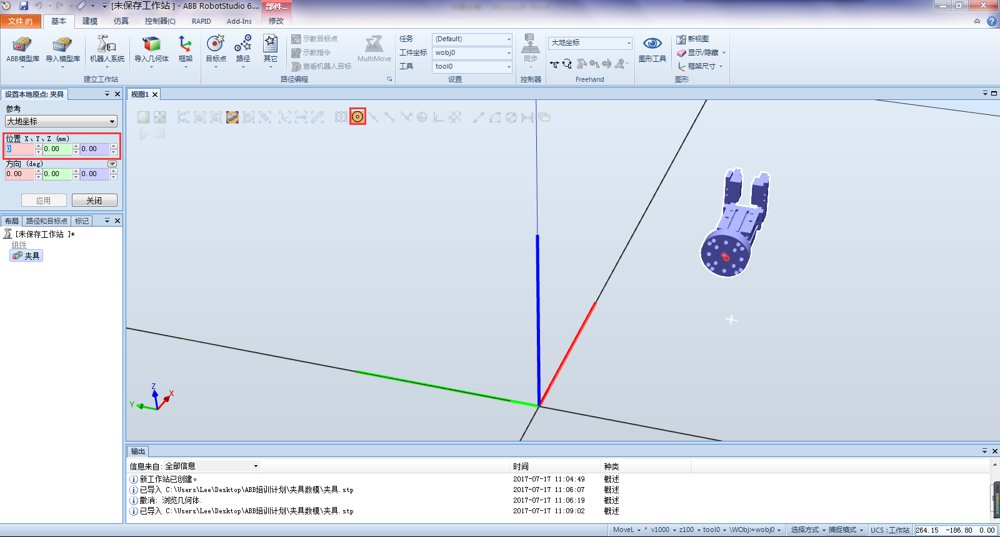 [未保存工作站 ] - ABB RobotStudio 6.... 部件...
文件(F) 基本 建模 仿真 控制器(C) RAPID Add-Ins 修改
ABB模型库 导入模型库 机器人系统 导入几何体 框架
建立工作站
目标点 路径 其它
示教目标点
示教指令
查看机器人目标
MultiMove
路径编程
任务 (Default)
工件坐标 wobj0
工具 tool0
设置
同步
控制器
大地坐标
Freehand
图形工具
新视图
显示/隐藏
框架尺寸
图形
设置本地原点: 夹具
参考
大地坐标
位置 X、Y、Z (mm)
0 0.00 0.00
方向 (deg)
0.00 0.00 0.00
应用 关闭
布局 路径和目标点 标记
[未保存工作站 ]*
组件
夹具
视图1
Z
X
Y
输出
信息来自: 全部信息 时间 种类
新工作站已创建。 2017-07-17 11:04:49 概述
已导入 C:\Users\Lee\Desktop\ABB培训计划\夹具数模\夹具.stp 2017-07-17 11:06:07 概述
撤消: 浏览几何体. 2017-07-17 11:06:19 概述
已导入 C:\Users\Lee\Desktop\ABB培训计划\夹具数模\夹具.stp 2017-07-17 11:09:02 概述
MoveL * v1000 z100 tool0 \WObj:=wobj0 选择方式 捕捉模式 UCS :工作站 264.15 -186.80 0.00